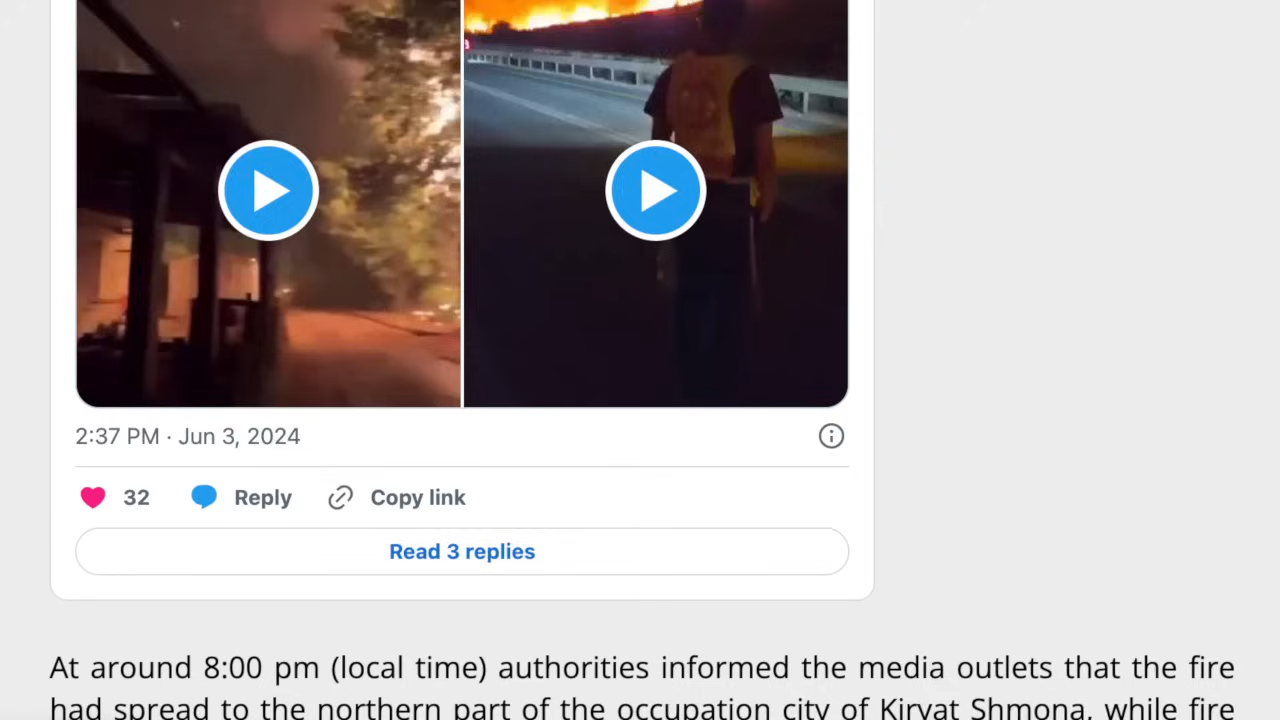 2:37 PM · Jun 3, 2024
32 Reply Copy link
Read 3 replies
At around 8:00 pm (local time) authorities informed the media outlets that the fire
had spread to the northern part of the occupation city of Kiryat Shmona, while fire